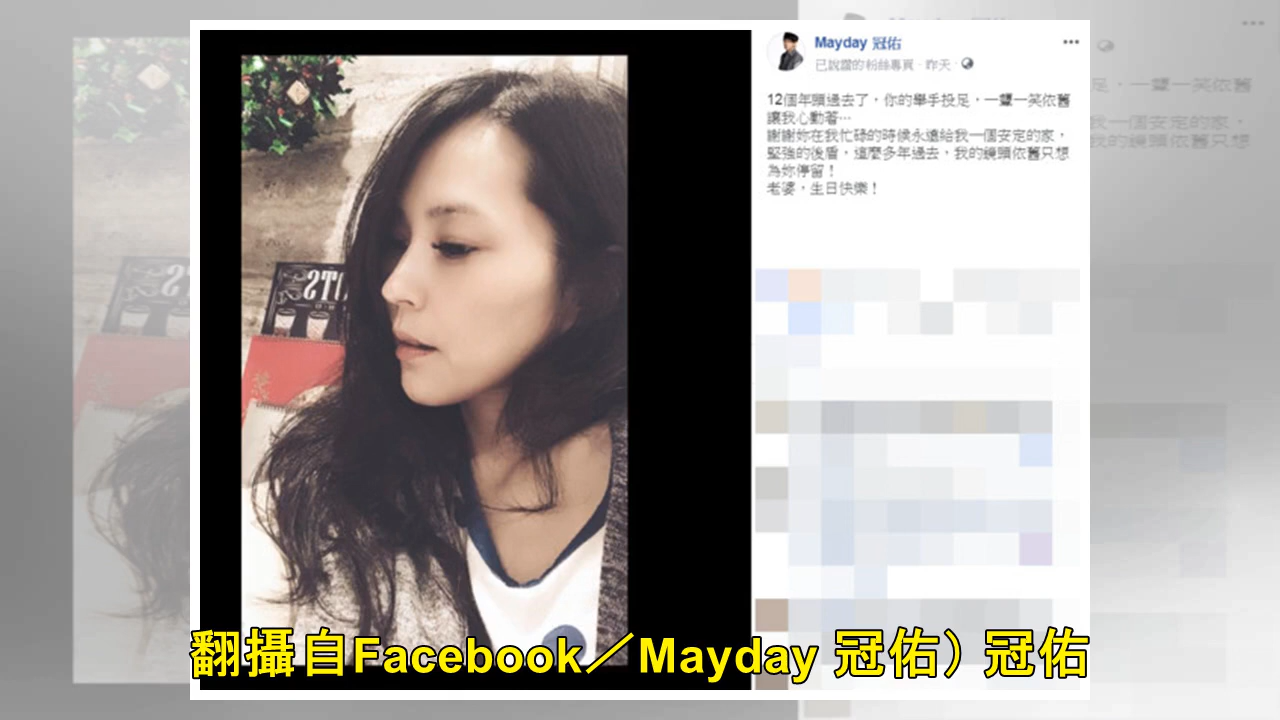 Mayday 冠佑
已說讚的粉絲專頁 · 昨天 ·
12個年頭過去了，你的舉手投足，一顰一笑依舊
讓我心動著…
謝謝妳在我忙碌的時候永遠給我一個安定的家，
堅強的後盾，這麼多年過去，我的鏡頭依舊只想
為妳停留！
老婆，生日快樂！
翻攝自Facebook／Mayday 冠佑）冠佑